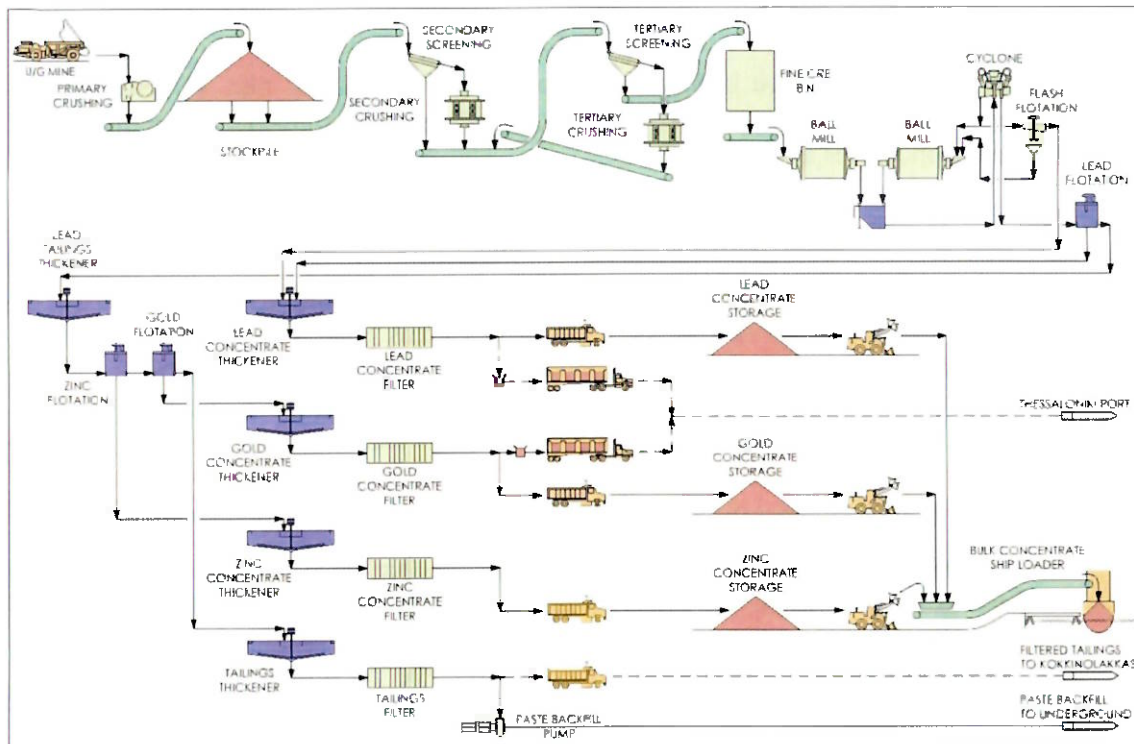 U/G MINE
PRIMARY
CRUSHING
STOCKPILE
SECONDARY
SCREENING
SECONDARY
CRUSHING
TERTIARY
SCREENING
TERTIARY
CRUSHING
FINE ORE
BIN
BALL
MILL
BALL
MILL
CYCLONE
FLASH
FLOTATION
LEAD
FLOTATION
LEAD
TAILINGS
THICKENER
GOLD
FLOTATION
ZINC
FLOTATION
LEAD
CONCENTRATE
THICKENER
LEAD
CONCENTRATE
FILTER
LEAD
CONCENTRATE
STORAGE
THESSALONIKI PORT
GOLD
CONCENTRATE
THICKENER
GOLD
CONCENTRATE
FILTER
GOLD
CONCENTRATE
STORAGE
ZINC
CONCENTRATE
THICKENER
ZINC
CONCENTRATE
FILTER
ZINC
CONCENTRATE
STORAGE
BULK CONCENTRATE
SHIP LOADER
TAILINGS
THICKENER
TAILINGS
FILTER
FILTERED TAILINGS
TO KOKKINOLAKKAS
PASTE BACKFILL
PUMP
PASTE BACKFILL
TO UNDERGROUND